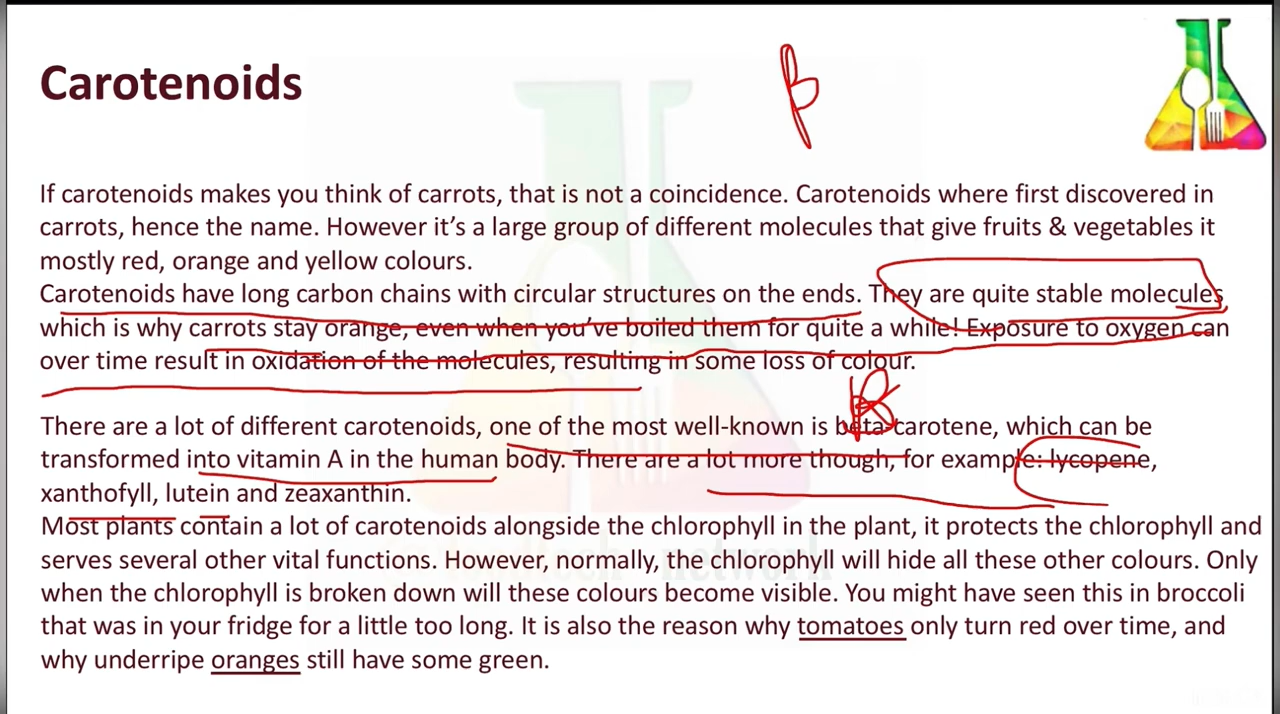 Carotenoids
β
If carotenoids makes you think of carrots, that is not a coincidence. Carotenoids where first discovered in
carrots, hence the name. However it's a large group of different molecules that give fruits & vegetables it
mostly red, orange and yellow colours.
Carotenoids have long carbon chains with circular structures on the ends. They are quite stable molecules
which is why carrots stay orange, even when you've boiled them for quite a while! Exposure to oxygen can
over time result in oxidation of the molecules, resulting in some loss of colour.
There are a lot of different carotenoids, one of the most well-known is beta-carotene, which can be
transformed into vitamin A in the human body. There are a lot more though, for example: lycopene,
xanthofyll, lutein and zeaxanthin.
Most plants contain a lot of carotenoids alongside the chlorophyll in the plant, it protects the chlorophyll and
serves several other vital functions. However, normally, the chlorophyll will hide all these other colours. Only
when the chlorophyll is broken down will these colours become visible. You might have seen this in broccoli
that was in your fridge for a little too long. It is also the reason why tomatoes only turn red over time, and
why underripe oranges still have some green.